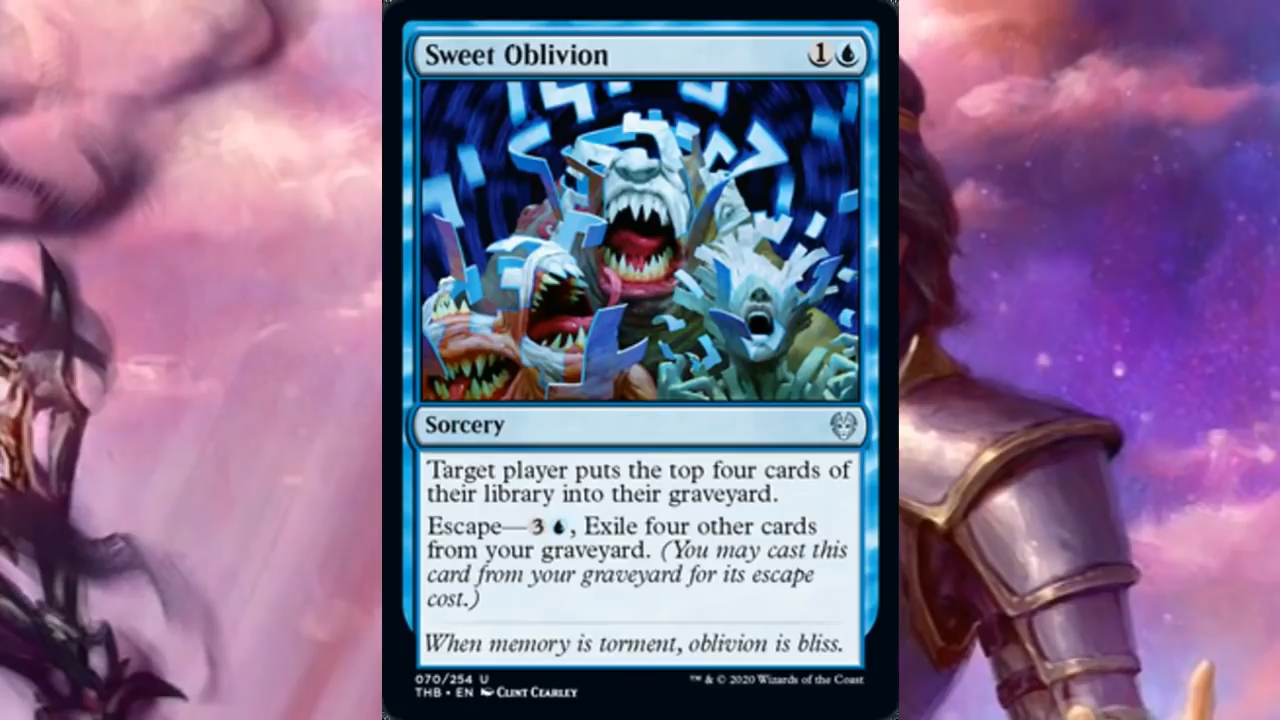 Sweet Oblivion 1
Sorcery
Target player puts the top four cards of
their library into their graveyard.
Escape—3, Exile four other cards
from your graveyard. (You may cast this
card from your graveyard for its escape
cost.)
When memory is torment, oblivion is bliss.
070/254 U
THB • EN Clint Cearley
™ & © 2020 Wizards of the Coast